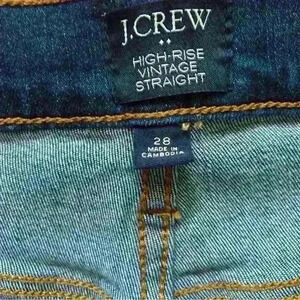 J.CREW
HIGH-RISE
VINTAGE
STRAIGHT
28
MADE IN
CAMBODIA